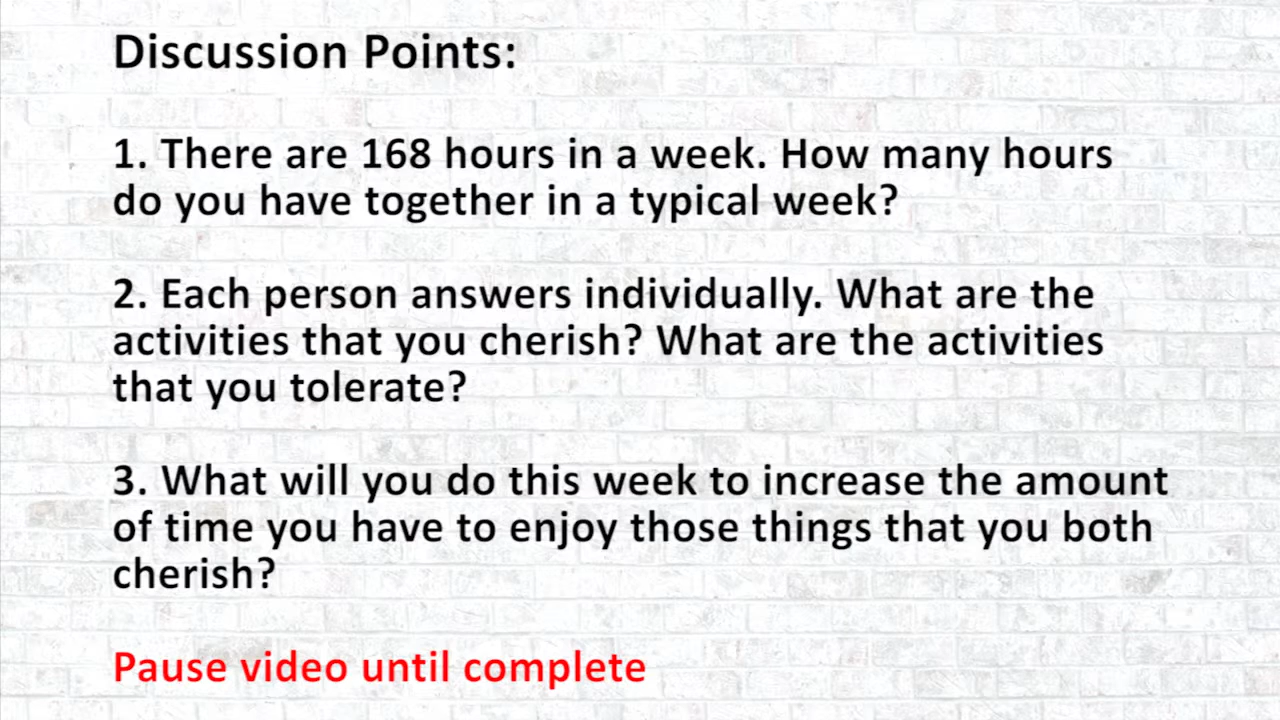 Discussion Points:
1. There are 168 hours in a week. How many hours
do you have together in a typical week?
2. Each person answers individually. What are the
activities that you cherish? What are the activities
that you tolerate?
3. What will you do this week to increase the amount
of time you have to enjoy those things that you both
cherish?
Pause video until complete